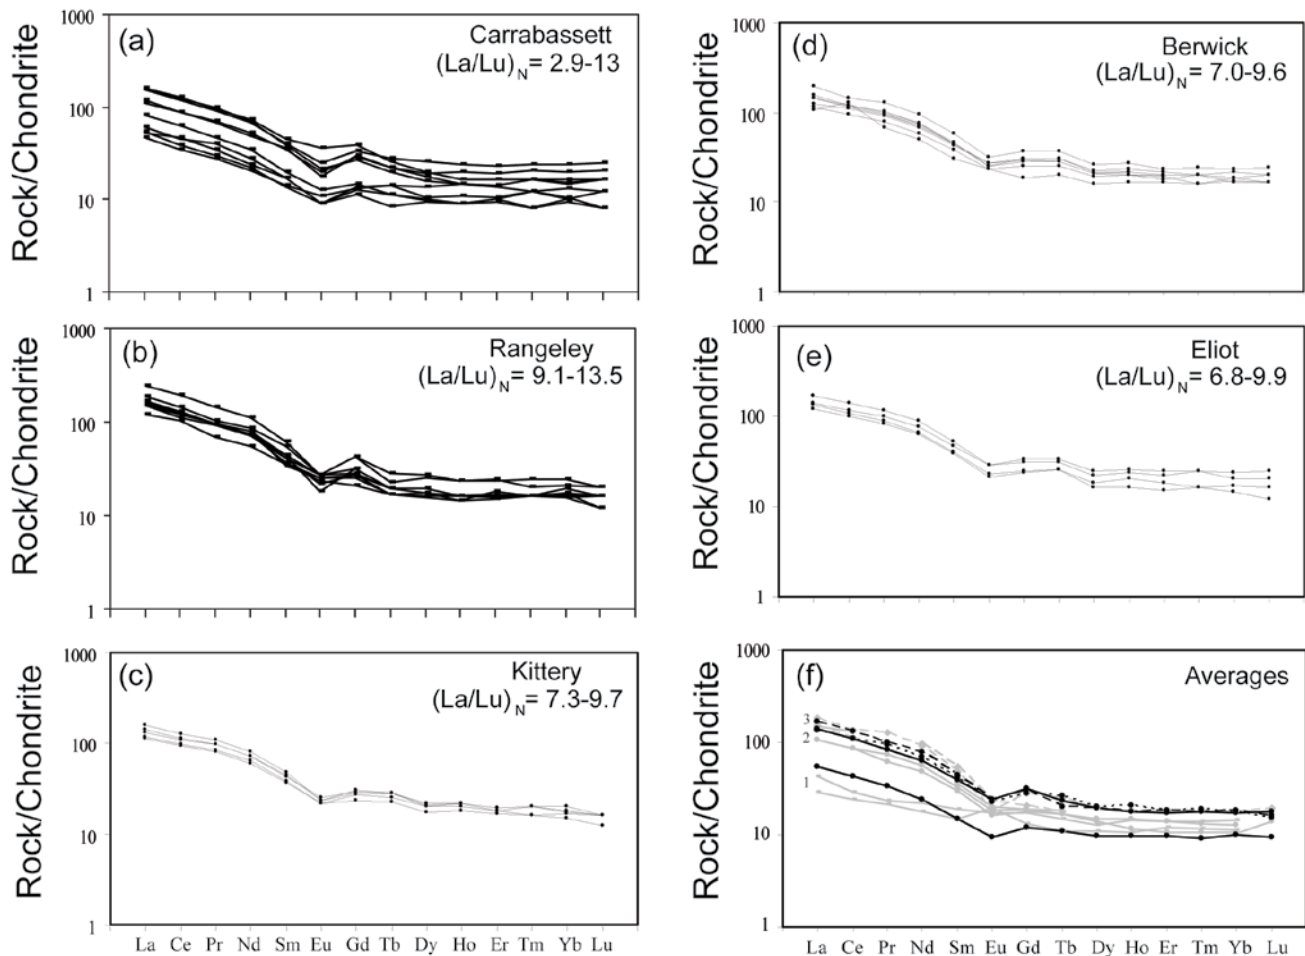 (a)
Carrabassett
(La/Lu)N= 2.9-13
Rock/Chondrite
1000
100
10
1
(b)
Rangeley
(La/Lu)N= 9.1-13.5
Rock/Chondrite
1000
100
10
1
(c)
Kittery
(La/Lu)N= 7.3-9.7
Rock/Chondrite
1000
100
10
1
La Ce Pr Nd Sm Eu Gd Tb Dy Ho Er Tm Yb Lu
(d)
Berwick
(La/Lu)N= 7.0-9.6
Rock/Chondrite
1000
100
10
1
(e)
Eliot
(La/Lu)N= 6.8-9.9
Rock/Chondrite
1000
100
10
1
(f)
Averages
Rock/Chondrite
1000
100
10
1
3
2
1
La Ce Pr Nd Sm Eu Gd Tb Dy Ho Er Tm Yb Lu